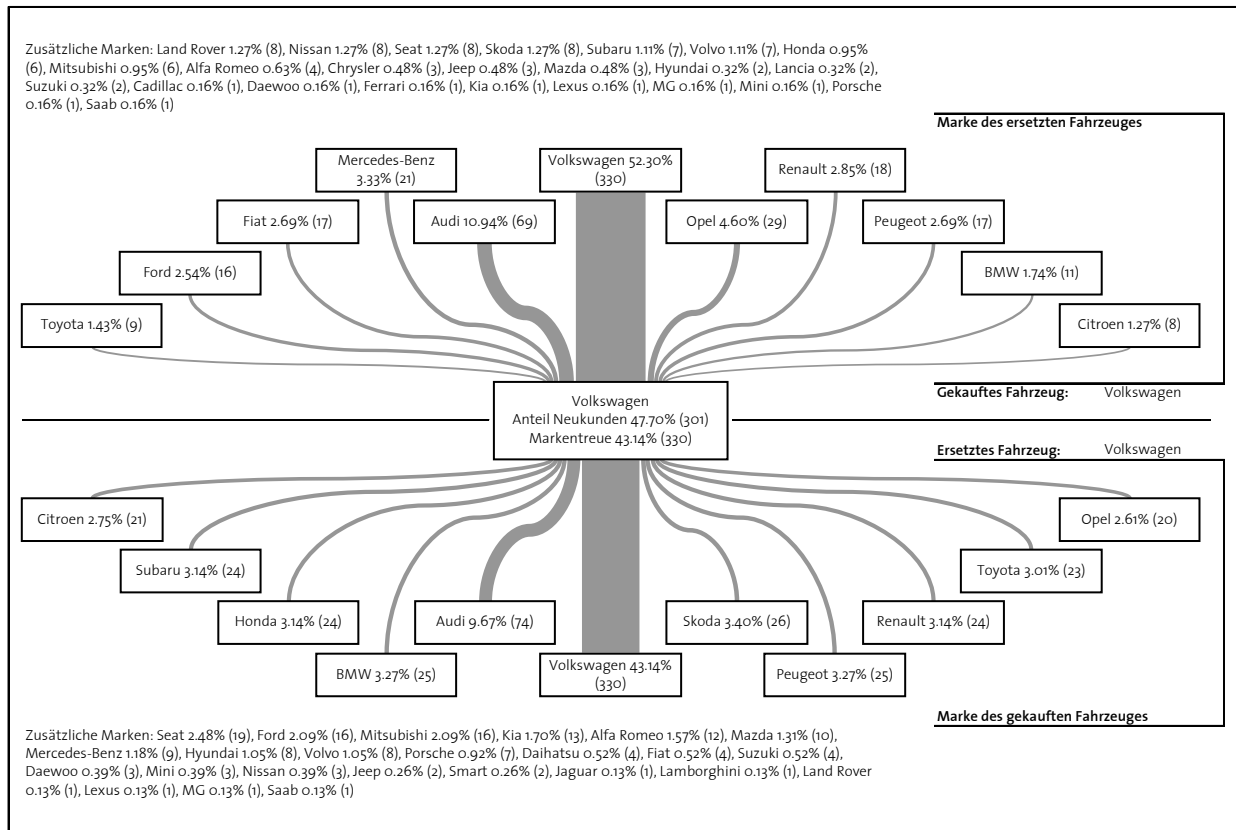 Zusätzliche Marken: Land Rover 1.27% (8), Nissan 1.27% (8), Seat 1.27% (8), Skoda 1.27% (8), Subaru 1.11% (7), Volvo 1.11% (7), Honda 0.95%
(6), Mitsubishi 0.95% (6), Alfa Romeo 0.63% (4), Chrysler 0.48% (3), Jeep 0.48% (3), Mazda 0.48% (3), Hyundai 0.32% (2), Lancia 0.32% (2),
Suzuki 0.32% (2), Cadillac 0.16% (1), Daewoo 0.16% (1), Ferrari 0.16% (1), Kia 0.16% (1), Lexus 0.16% (1), MG 0.16% (1), Mini 0.16% (1), Porsche
0.16% (1), Saab 0.16% (1)
Marke des ersetzten Fahrzeuges
Mercedes-Benz
3.33% (21)
Volkswagen 52.30%
(330)
Renault 2.85% (18)
Fiat 2.69% (17)
Audi 10.94% (69)
Opel 4.60% (29)
Peugeot 2.69% (17)
Ford 2.54% (16)
BMW 1.74% (11)
Toyota 1.43% (9)
Citroen 1.27% (8)
Gekauftes Fahrzeug: Volkswagen
Volkswagen
Anteil Neukunden 47.70% (301)
Markentreue 43.14% (330)
Ersetztes Fahrzeug: Volkswagen
Citroen 2.75% (21)
Opel 2.61% (20)
Subaru 3.14% (24)
Toyota 3.01% (23)
Honda 3.14% (24)
Audi 9.67% (74)
Skoda 3.40% (26)
Renault 3.14% (24)
BMW 3.27% (25)
Volkswagen 43.14%
(330)
Peugeot 3.27% (25)
Marke des gekauften Fahrzeuges
Zusätzliche Marken: Seat 2.48% (19), Ford 2.09% (16), Mitsubishi 2.09% (16), Kia 1.70% (13), Alfa Romeo 1.57% (12), Mazda 1.31% (10),
Mercedes-Benz 1.18% (9), Hyundai 1.05% (8), Volvo 1.05% (8), Porsche 0.92% (7), Daihatsu 0.52% (4), Fiat 0.52% (4), Suzuki 0.52% (4),
Daewoo 0.39% (3), Mini 0.39% (3), Nissan 0.39% (3), Jeep 0.26% (2), Smart 0.26% (2), Jaguar 0.13% (1), Lamborghini 0.13% (1), Land Rover
0.13% (1), Lexus 0.13% (1), MG 0.13% (1), Saab 0.13% (1)